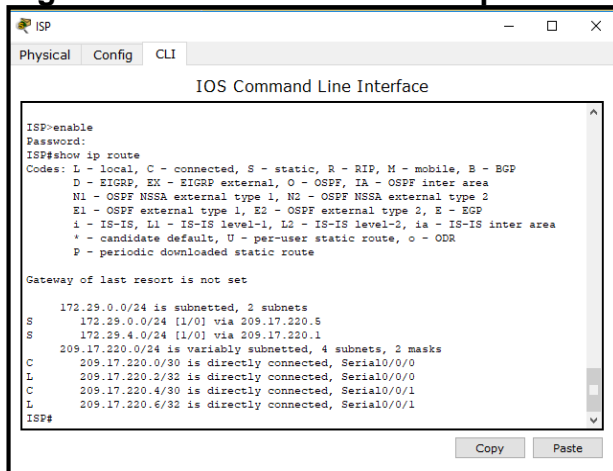 ISP
Physical Config CLI
IOS Command Line Interface
ISP>enable
Password:
ISP#show ip route
Codes: L - local, C - connected, S - static, R - RIP, M - mobile, B - BGP
D - EIGRP, EX - EIGRP external, O - OSPF, IA - OSPF inter area
N1 - OSPF NSSA external type 1, N2 - OSPF NSSA external type 2
E1 - OSPF external type 1, E2 - OSPF external type 2, E - EGP
i - IS-IS, L1 - IS-IS level-1, L2 - IS-IS level-2, ia - IS-IS inter area
* - candidate default, U - per-user static route, o - ODR
P - periodic downloaded static route
Gateway of last resort is not set
172.29.0.0/24 is subnetted, 2 subnets
S 172.29.0.0/24 [1/0] via 209.17.220.5
S 172.29.4.0/24 [1/0] via 209.17.220.1
209.17.220.0/24 is variably subnetted, 4 subnets, 2 masks
C 209.17.220.0/30 is directly connected, Serial0/0/0
L 209.17.220.2/32 is directly connected, Serial0/0/0
C 209.17.220.4/30 is directly connected, Serial0/0/1
L 209.17.220.6/32 is directly connected, Serial0/0/1
ISP#
Copy Paste